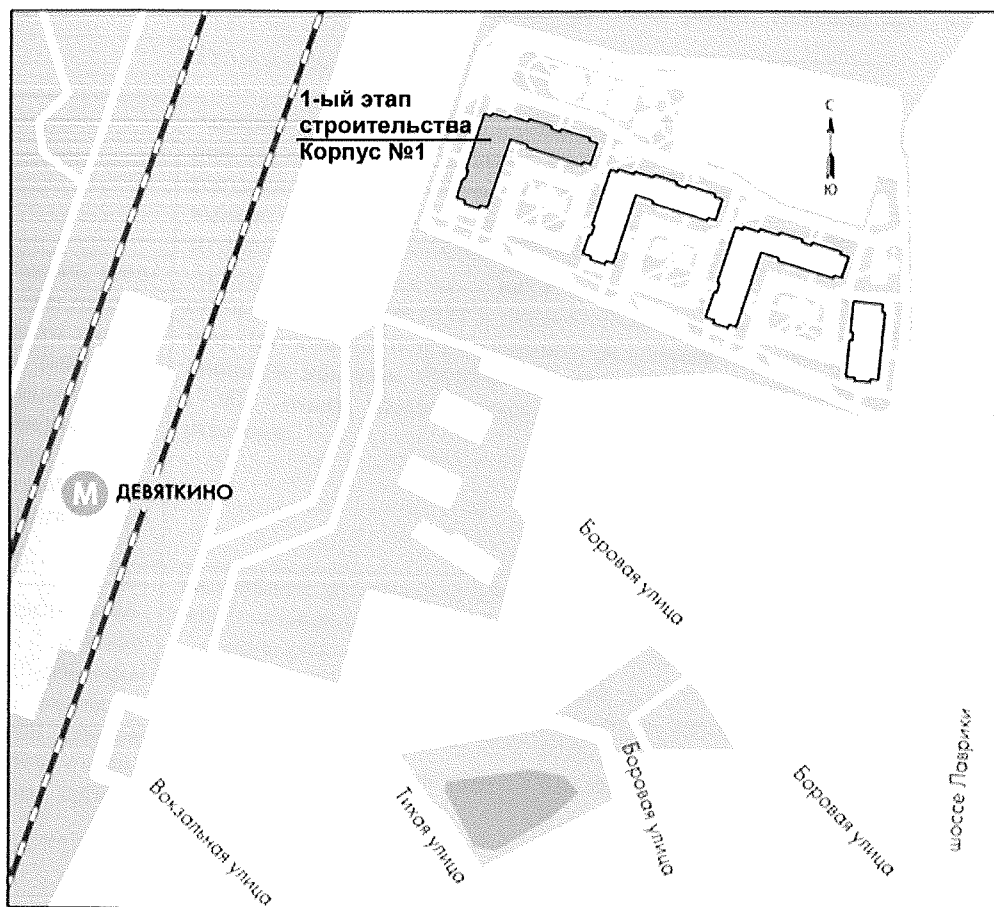 1-ый этап
строительства
Корпус №1
С
Ю
М ДЕВЯТКИНО
Боровая улица
Боровая улица
Боровая улица
шоссе Лаврики
Тихая улица
Вокзальная улица